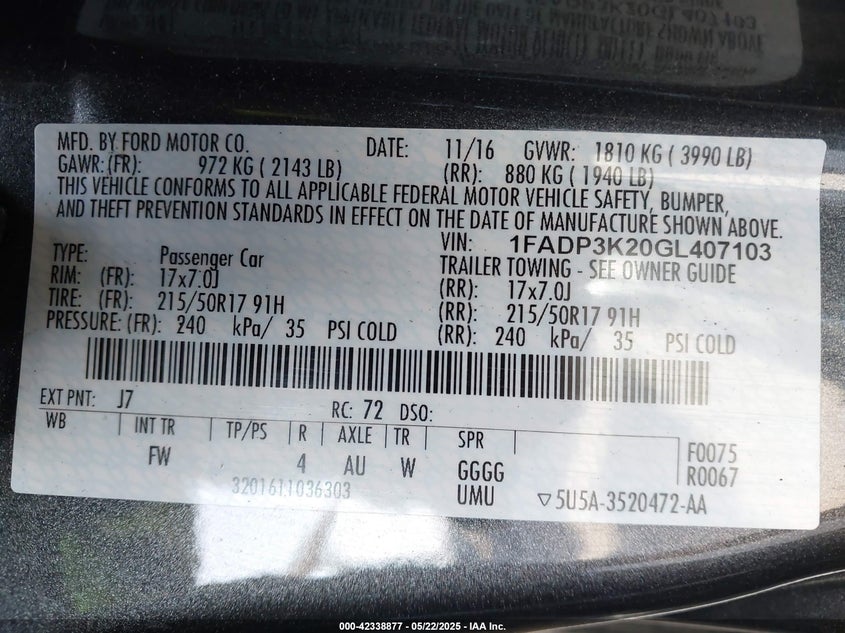 MFD. BY FORD MOTOR CO. DATE: 11/16 GVWR: 1810 KG ( 3990 LB)
GAWR: (FR): 972 KG ( 2143 LB) (RR): 880 KG ( 1940 LB)
THIS VEHICLE CONFORMS TO ALL APPLICABLE FEDERAL MOTOR VEHICLE SAFETY, BUMPER,
AND THEFT PREVENTION STANDARDS IN EFFECT ON THE DATE OF MANUFACTURE SHOWN ABOVE.
VIN: 1FADP3K20GL407103
TYPE: Passenger Car TRAILER TOWING - SEE OWNER GUIDE
RIM: (FR): 17x7.0J (RR): 17x7.0J
TIRE: (FR): 215/50R17 91H (RR): 215/50R17 91H
PRESSURE: (FR): 240 kPa/ 35 PSI COLD (RR): 240 kPa/ 35 PSI COLD
EXT PNT: J7 RC: 72 DSO:
WB INT TR TP/PS R AXLE TR SPR F0075
FW 4 AU W GGGG R0067
32016111036303 UMU ▽5U5A-3520472-AA
000-42338877 - 05/22/2025 - IAA Inc.